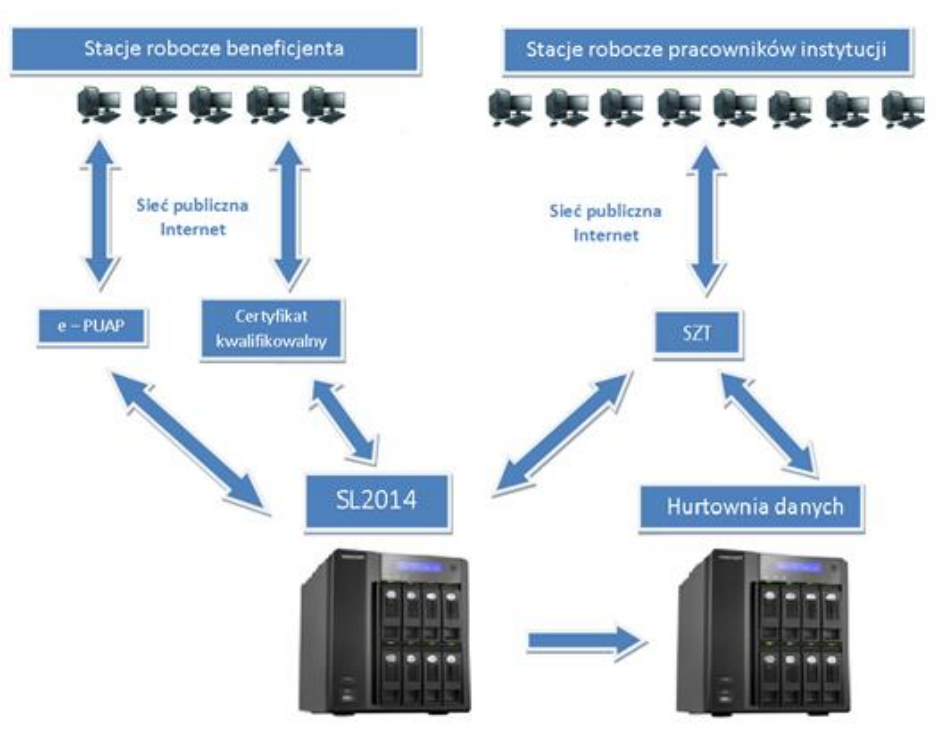 Stacje robocze beneficjenta
Stacje robocze pracowników instytucji
Sieć publiczna
Internet
Sieć publiczna
Internet
e – PUAP
Certyfikat
kwalifikowalny
SZT
SL2014
Hurtownia danych